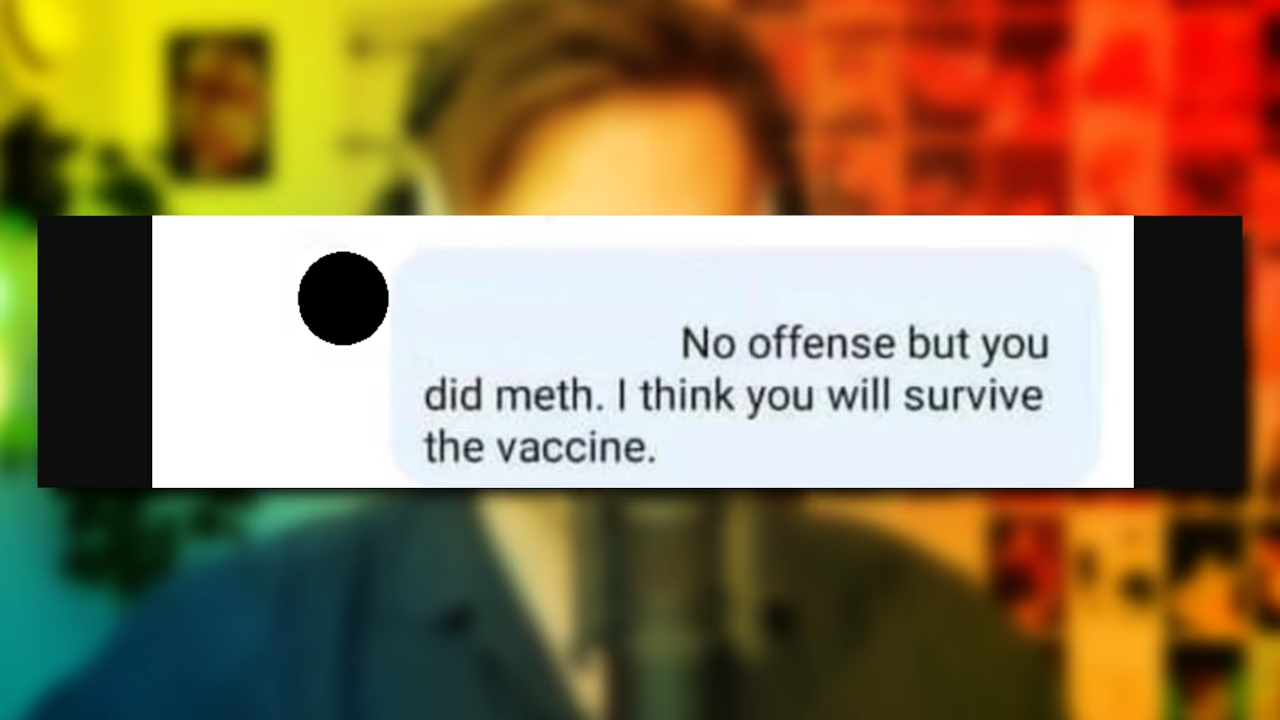 No offense but you
did meth. I think you will survive
the vaccine.